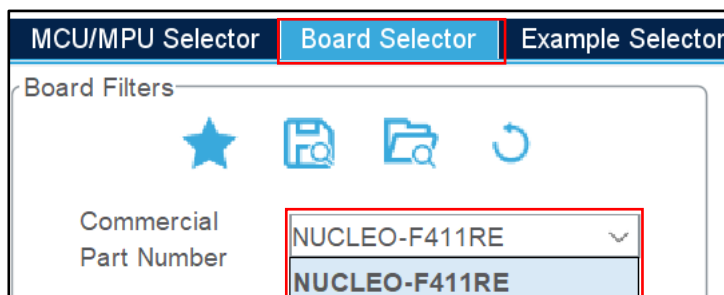 MCU/MPU Selector Board Selector Example Selector
Board Filters
Commercial
Part Number
NUCLEO-F411RE
NUCLEO-F411RE